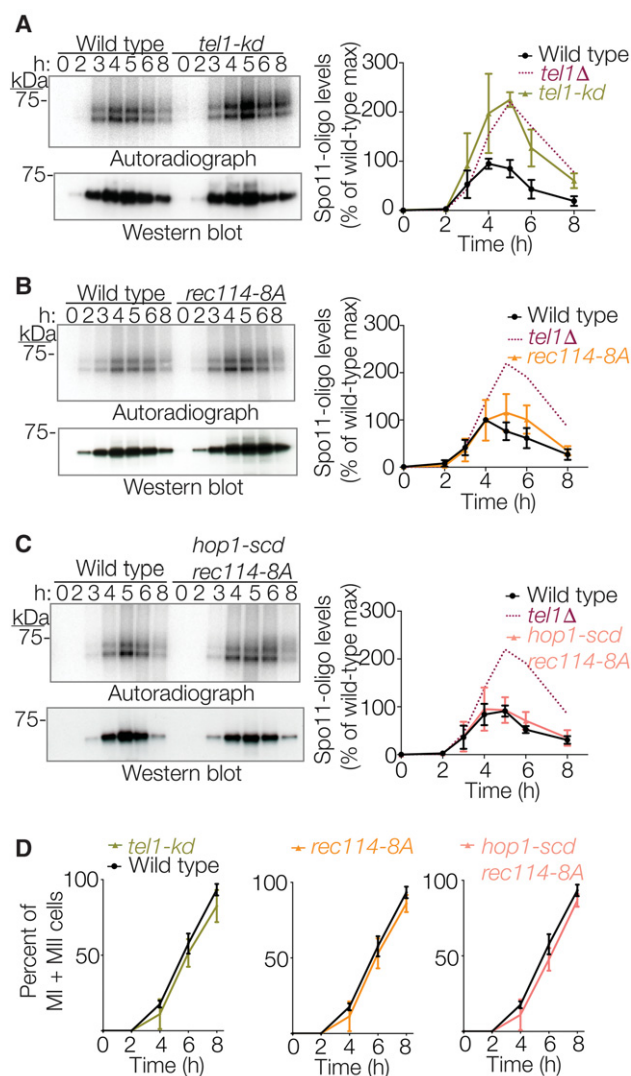 A
Wild type tel1-kd
h: 0 2 3 4 5 6 8 0 2 3 4 5 6 8
kDa
75-
Autoradiograph
75-
Western blot
Spo11-oligo levels
(% of wild-type max)
300
200
100
0
Wild type
tel1Δ
tel1-kd
0 2 4 6 8
Time (h)
B
Wild type rec114-8A
h: 0 2 3 4 5 6 8 0 2 3 4 5 6 8
kDa
75-
Autoradiograph
75-
Western blot
Spo11-oligo levels
(% of wild-type max)
300
200
100
0
Wild type
tel1Δ
rec114-8A
0 2 4 6 8
Time (h)
C
hop1-scd
Wild type rec114-8A
h: 0 2 3 4 5 6 8 0 2 3 4 5 6 8
kDa
75-
Autoradiograph
75-
Western blot
Spo11-oligo levels
(% of wild-type max)
300
200
100
0
Wild type
tel1Δ
hop1-scd
rec114-8A
0 2 4 6 8
Time (h)
D
tel1-kd
Wild type
Percent of
MI + MII cells
100
50
0 2 4 6 8
Time (h)
rec114-8A
100
50
0 2 4 6 8
Time (h)
hop1-scd
rec114-8A
100
50
0 2 4 6 8
Time (h)